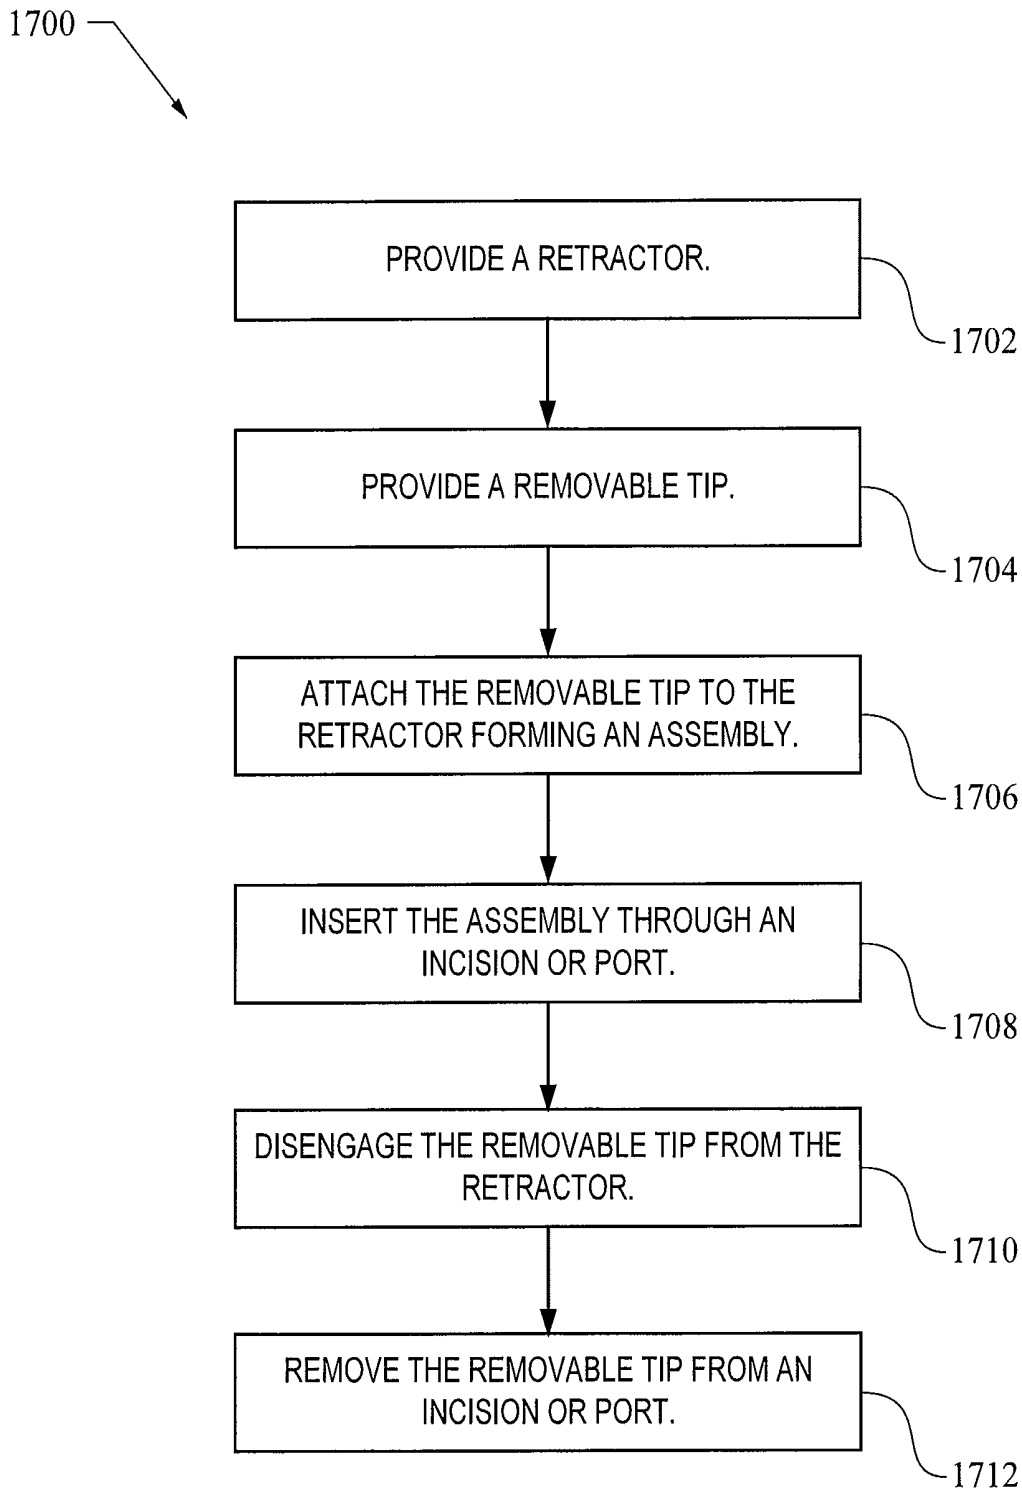 1700
PROVIDE A RETRACTOR.
1702
PROVIDE A REMOVABLE TIP.
1704
ATTACH THE REMOVABLE TIP TO THE
RETRACTOR FORMING AN ASSEMBLY.
1706
INSERT THE ASSEMBLY THROUGH AN
INCISION OR PORT.
1708
DISENGAGE THE REMOVABLE TIP FROM THE
RETRACTOR.
1710
REMOVE THE REMOVABLE TIP FROM AN
INCISION OR PORT.
1712